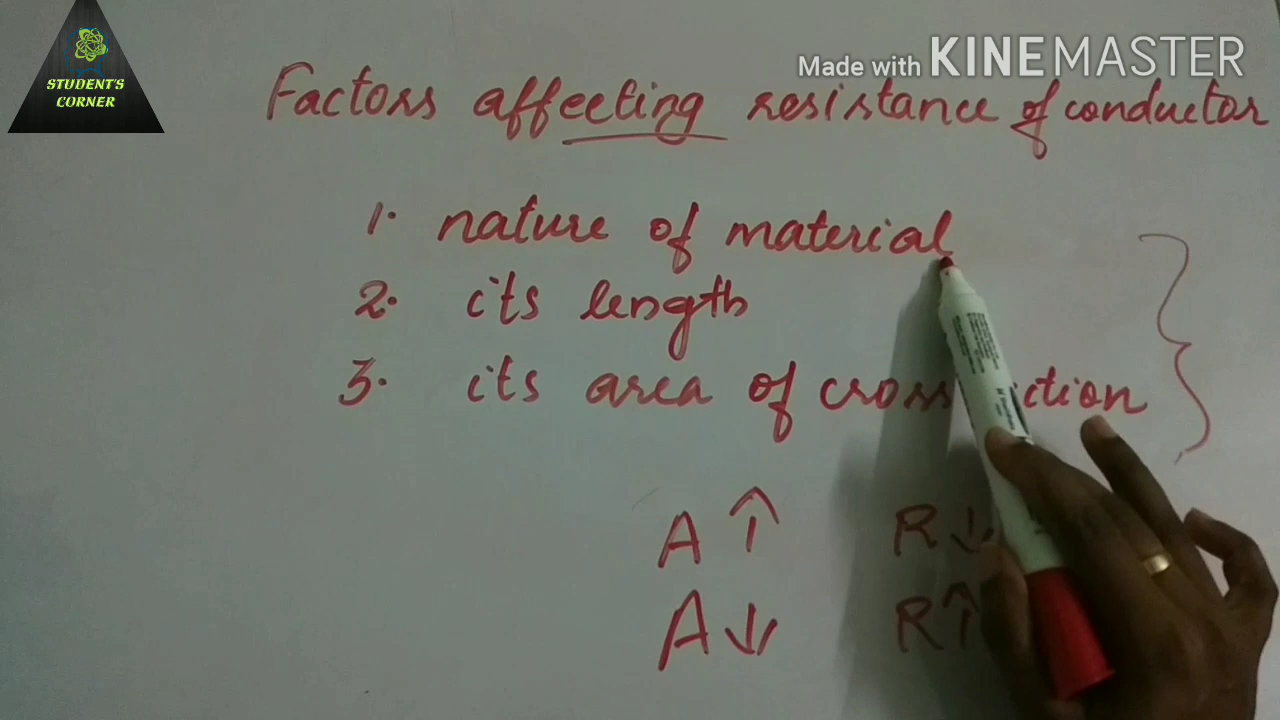 STUDENT'S
CORNER
Made with KINEMASTER
Factors affecting resistance of conductor
1. nature of material
2. its length
3. its area of cross
A ↑ R ↓
A ↓ R ↑